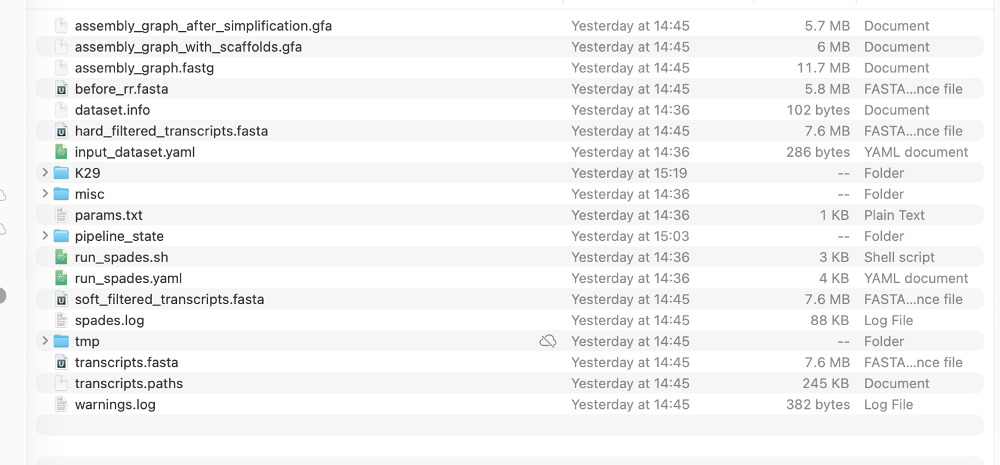 assembly_graph_after_simplification.gfa Yesterday at 14:45 5.7 MB Document
assembly_graph_with_scaffolds.gfa Yesterday at 14:45 6 MB Document
assembly_graph.fastg Yesterday at 14:45 11.7 MB Document
before_rr.fasta Yesterday at 14:45 5.8 MB FASTA...nce file
dataset.info Yesterday at 14:36 102 bytes Document
hard_filtered_transcripts.fasta Yesterday at 14:45 7.6 MB FASTA...nce file
input_dataset.yaml Yesterday at 14:36 286 bytes YAML document
K29 Yesterday at 15:19 -- Folder
misc Yesterday at 14:36 -- Folder
params.txt Yesterday at 14:36 1 KB Plain Text
pipeline_state Yesterday at 15:03 -- Folder
run_spades.sh Yesterday at 14:36 3 KB Shell script
run_spades.yaml Yesterday at 14:36 4 KB YAML document
soft_filtered_transcripts.fasta Yesterday at 14:45 7.6 MB FASTA...nce file
spades.log Yesterday at 14:45 88 KB Log File
tmp Yesterday at 14:45 -- Folder
transcripts.fasta Yesterday at 14:45 7.6 MB FASTA...nce file
transcripts.paths Yesterday at 14:45 245 KB Document
warnings.log Yesterday at 14:45 382 bytes Log File